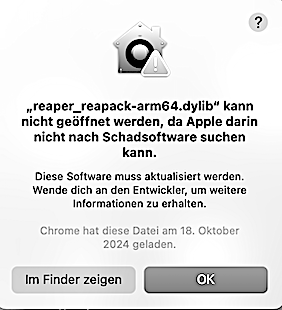 ?
„reaper_reapack-arm64.dylib“ kann
nicht geöffnet werden, da Apple darin
nicht nach Schadsoftware suchen
kann.
Diese Software muss aktualisiert werden.
Wende dich an den Entwickler, um weitere
Informationen zu erhalten.
Chrome hat diese Datei am 18. Oktober
2024 geladen.
Im Finder zeigen
OK